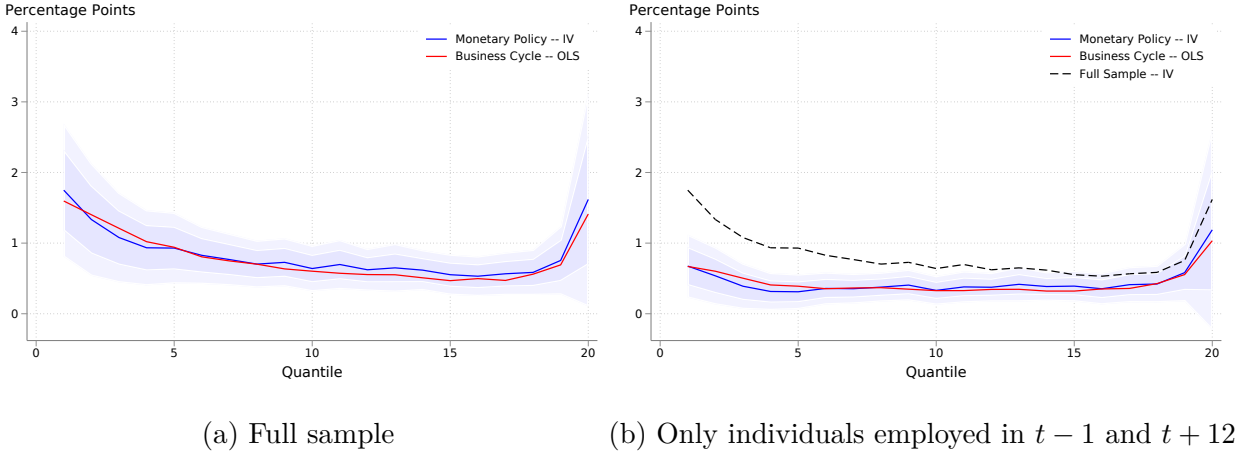 Percentage Points
4
3
2
1
0
0
5
10
15
20
Quantile
Monetary Policy -- IV
Business Cycle -- OLS
(a) Full sample
Percentage Points
4
3
2
1
0
0
5
10
15
20
Quantile
Monetary Policy -- IV
Business Cycle -- OLS
Full Sample -- IV
(b) Only individuals employed in t − 1 and t + 12